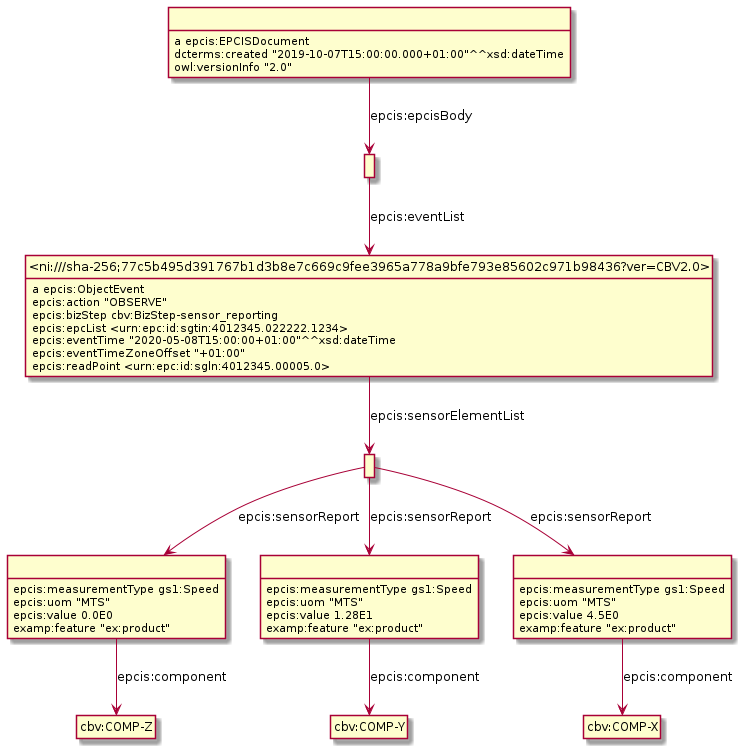 a epcis:EPCISDocument
dcterms:created "2019-10-07T15:00:00.000+01:00"^^xsd:dateTime
owl:versionInfo "2.0"
epcis:epcisBody
epcis:eventList
<ni:///sha-256;77c5b495d391767b1d3b8e7c669c9fee3965a778a9bfe793e85602c971b98436?ver=CBV2.0>
a epcis:ObjectEvent
epcis:action "OBSERVE"
epcis:bizStep cbv:BizStep-sensor_reporting
epcis:epcList <urn:epc:id:sgtin:4012345.022222.1234>
epcis:eventTime "2020-05-08T15:00:00+01:00"^^xsd:dateTime
epcis:eventTimeZoneOffset "+01:00"
epcis:readPoint <urn:epc:id:sgln:4012345.00005.0>
epcis:sensorElementList
epcis:sensorReport
epcis:sensorReport
epcis:sensorReport
epcis:measurementType gs1:Speed
epcis:uom "MTS"
epcis:value 0.0E0
examp:feature "ex:product"
epcis:measurementType gs1:Speed
epcis:uom "MTS"
epcis:value 1.28E1
examp:feature "ex:product"
epcis:measurementType gs1:Speed
epcis:uom "MTS"
epcis:value 4.5E0
examp:feature "ex:product"
epcis:component
epcis:component
epcis:component
cbv:COMP-Z
cbv:COMP-Y
cbv:COMP-X